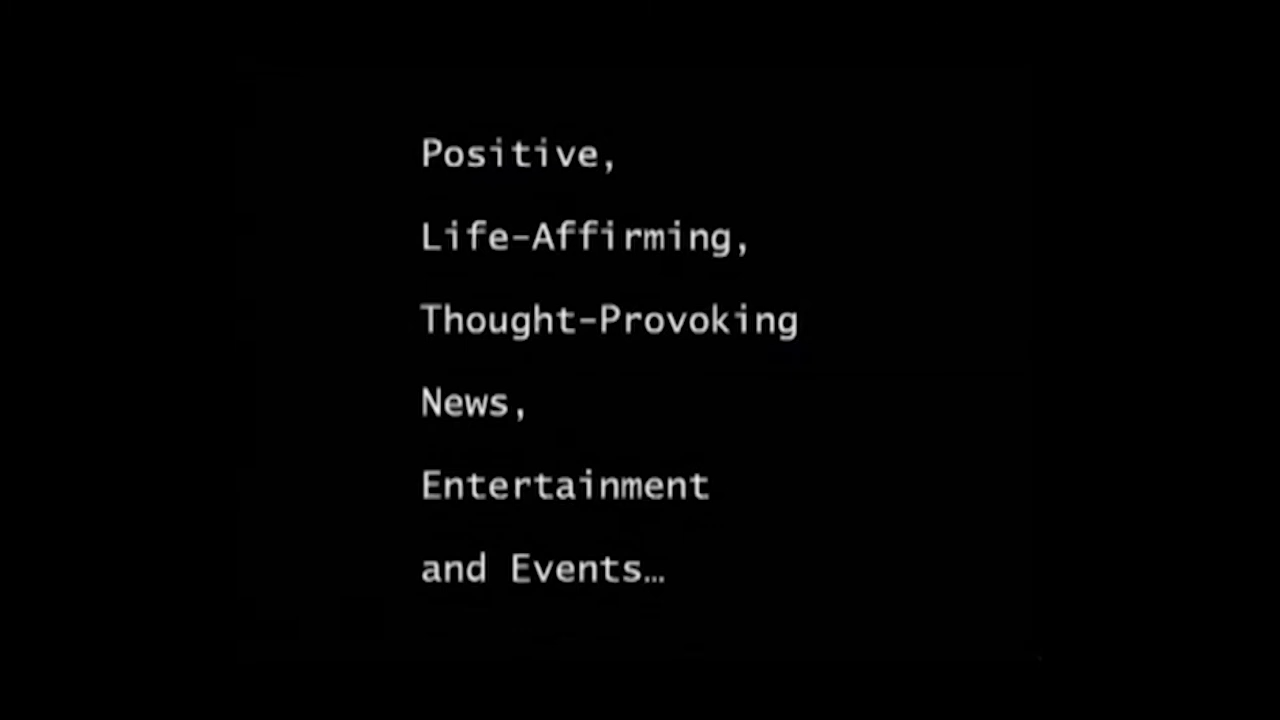 Positive,
Life-Affirming,
Thought-Provoking
News,
Entertainment
and Events…